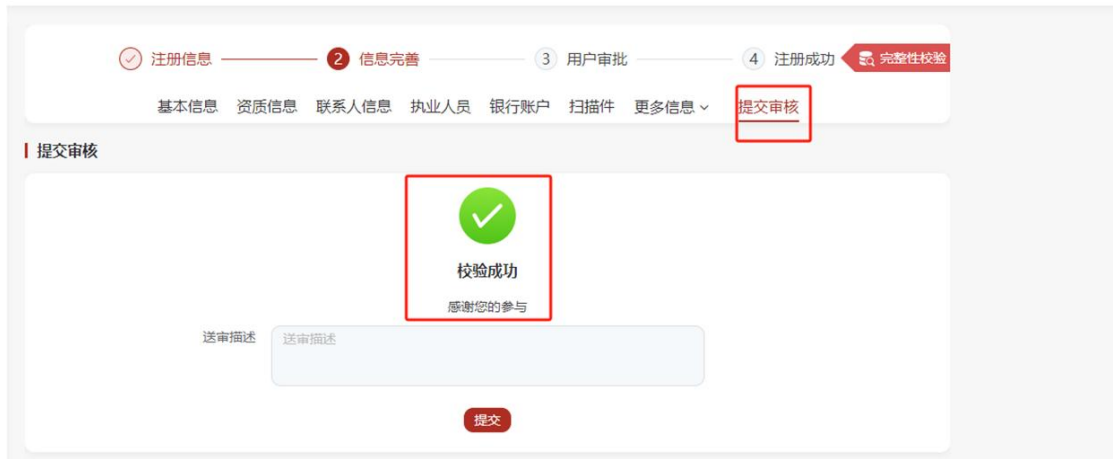 注册信息 2 信息完善 3 用户审批 4 注册成功 完整性校验
基本信息 资质信息 联系人信息 执业人员 银行账户 扫描件 更多信息 提交审核
提交审核
校验成功
感谢您的参与
送审描述 送审描述
提交